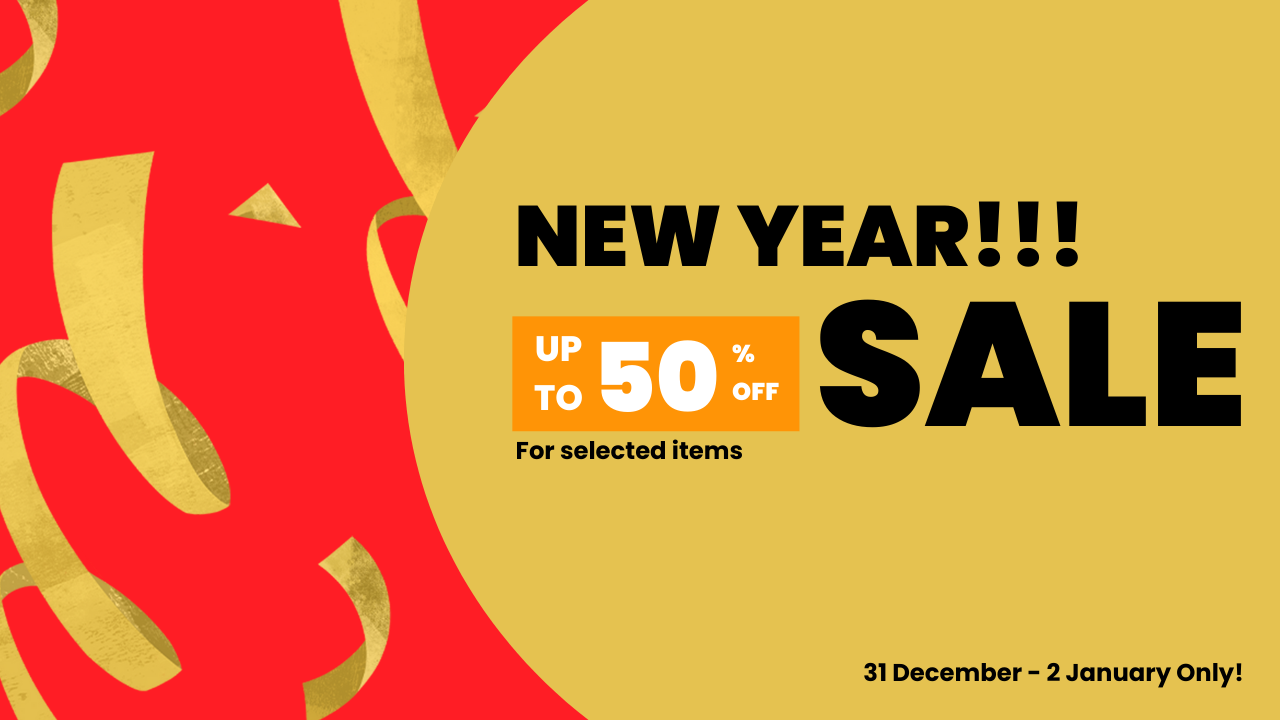 NEW YEAR!!!
UP TO 50 % OFF
SALE
For selected items
31 December - 2 January Only!